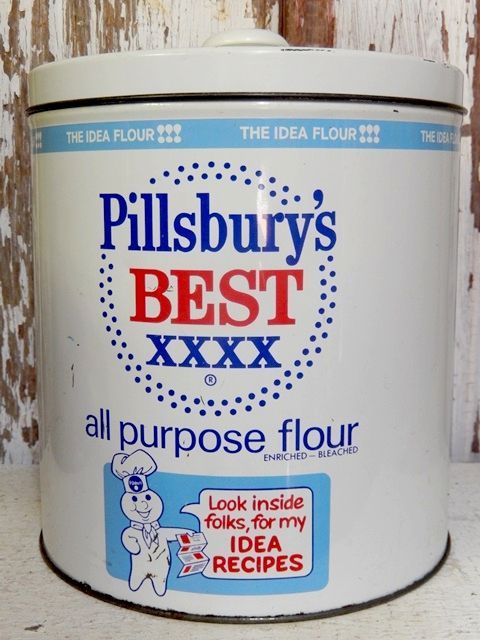 THE IDEA FLOUR THE IDEA FLOUR THE IDEA
Pillsbury's
BEST
XXXX
®
all purpose flour
ENRICHED — BLEACHED
Look inside
folks, for my
IDEA
RECIPES